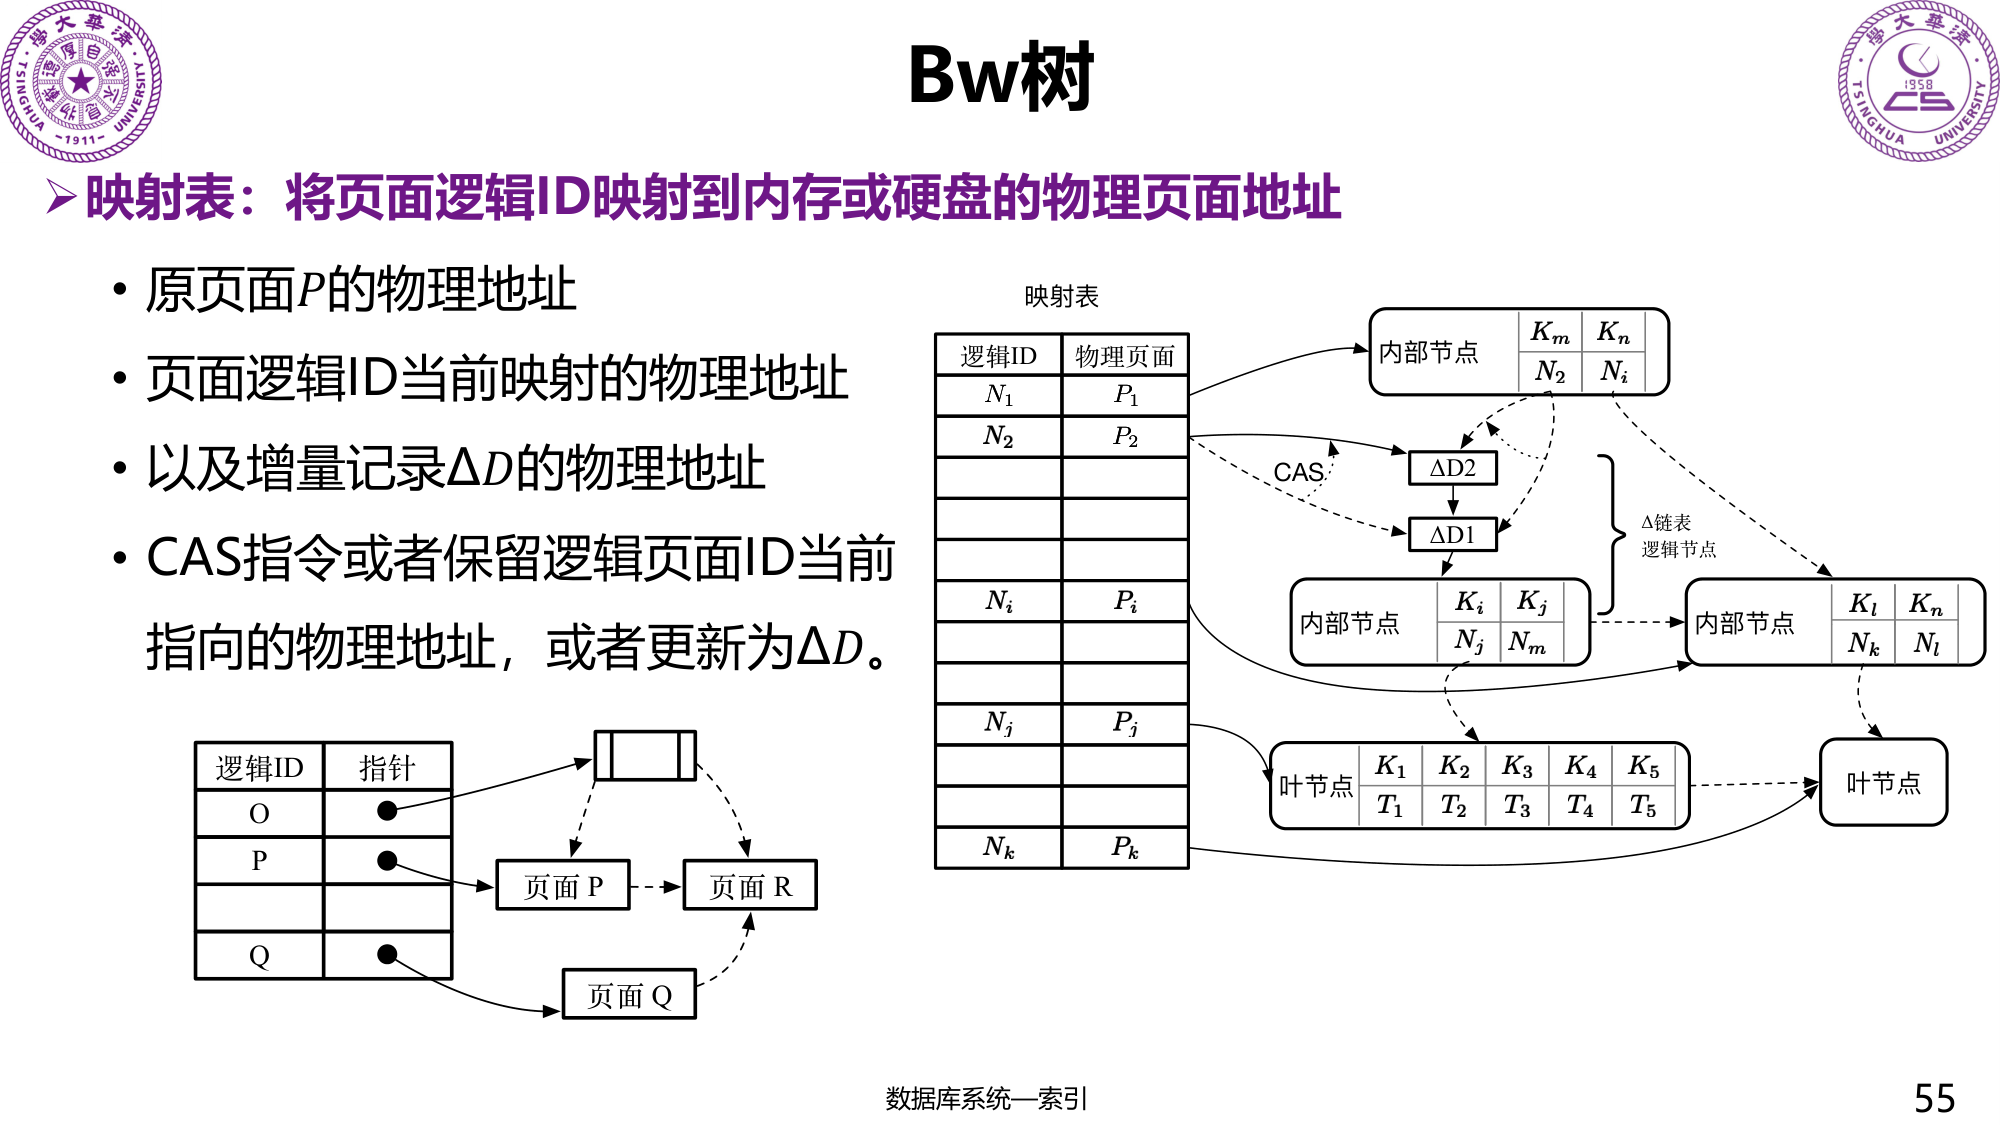 Bw树
映射表：将页面逻辑ID映射到内存或硬盘的物理页面地址
• 原页面P的物理地址
• 页面逻辑ID当前映射的物理地址
• 以及增量记录ΔD的物理地址
• CAS指令或者保留逻辑页面ID当前
指向的物理地址，或者更新为ΔD。
映射表
逻辑ID 物理页面
N₁ P₁
N₂ P₂
Nᵢ Pᵢ
Nⱼ Pⱼ
Nₖ Pₖ
内部节点 Kₘ Kₙ
N₂ Nᵢ
CAS
ΔD2
ΔD1
Δ链表
逻辑节点
内部节点 Kᵢ Kⱼ
Nⱼ Nₘ
内部节点 Kₗ Kₙ
Nₖ Nₗ
叶节点 K₁ K₂ K₃ K₄ K₅
T₁ T₂ T₃ T₄ T₅
叶节点
逻辑ID 指针
O
P
Q
页面 P
页面 R
页面 Q
數據库系统—索引
55
TSINGHUA UNIVERSITY
-1911-
TSINGHUA UNIVERSITY
1958